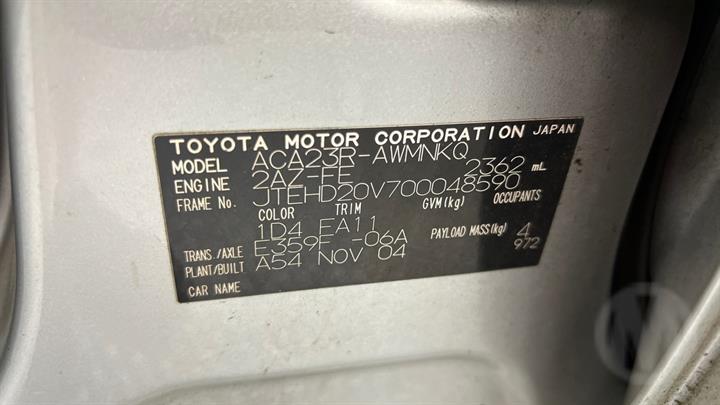 TOYOTA MOTOR CORPORATION JAPAN
MODEL ACA23R-AWMNKQ
ENGINE 2AZ-FE 2362 mL
FRAME No. JTEHD20V700048590
COLOR TRIM GVM(kg) OCCUPANTS
1D4 EA11 4
TRANS./AXLE E359F -06A PAYLOAD MASS(kg) 972
PLANT/BUILT A54 NOV 04
CAR NAME